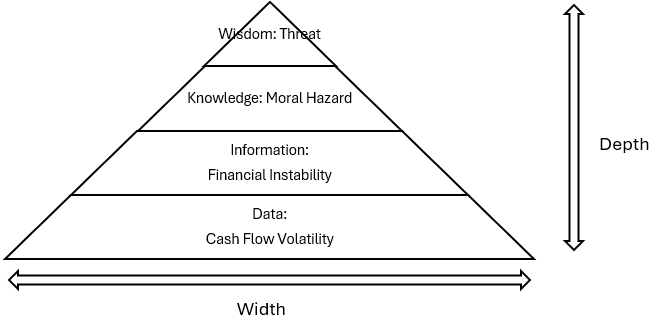 Wisdom: Threat
Knowledge: Moral Hazard
Information:
Financial Instability
Data:
Cash Flow Volatility
Depth
Width